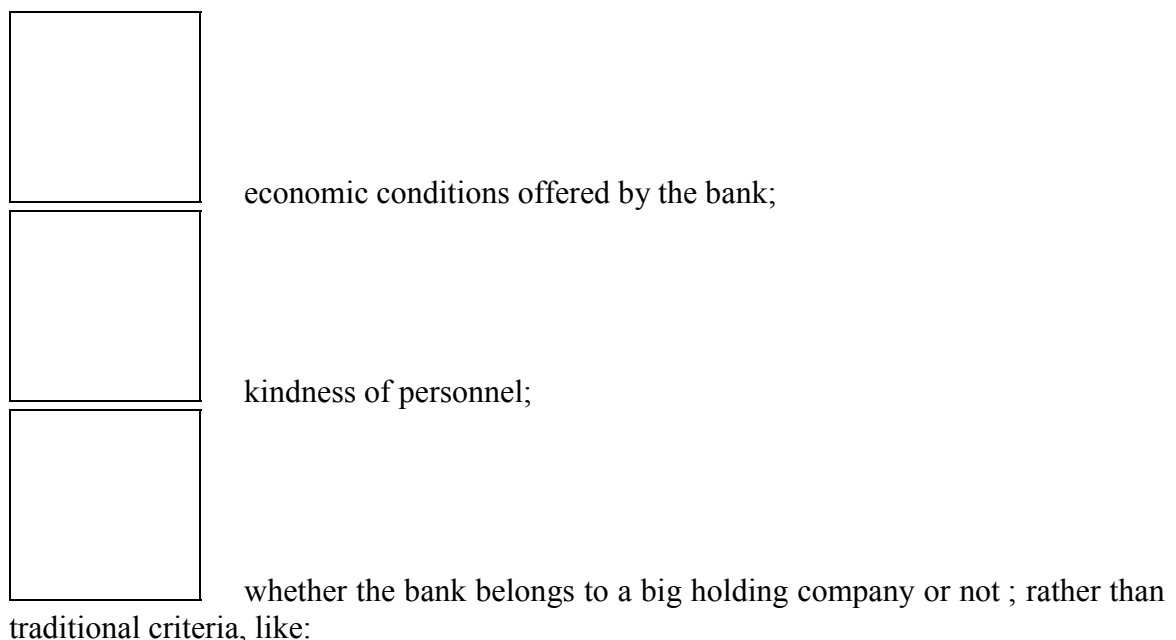 economic conditions offered by the bank;
kindness of personnel;
whether the bank belongs to a big holding company or not ; rather than
traditional criteria, like: